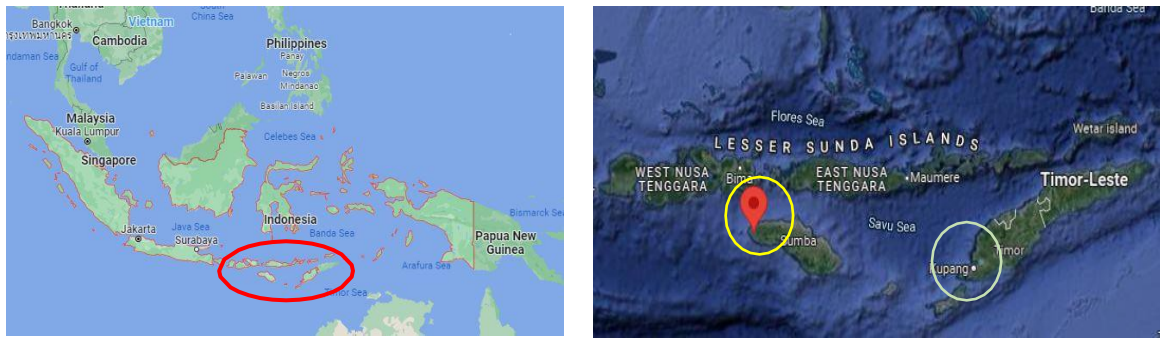 South
China Sea
Bangkok
Vietnam
Cambodia
ndaman Sea
Gulf of
Thailand
Philippines
Panay
Palawan
Negros
Mindanao
Basilan Island
Malaysia
Kuala Lumpur
Celebes Sea
Singapore
Indonesia
Jakarta
Java Sea
Banda Sea
Surabaya
Bismarck Sea
Papua New
Guinea
Arafura Sea
Timor Sea
Banda Sea
Flores Sea
Wetar island
LESSER SUNDA ISLANDS
WEST NUSA
TENGGARA
Bima
EAST NUSA
TENGGARA
Maumere
Timor-Leste
Savu Sea
Sumba
Timor
Kupang